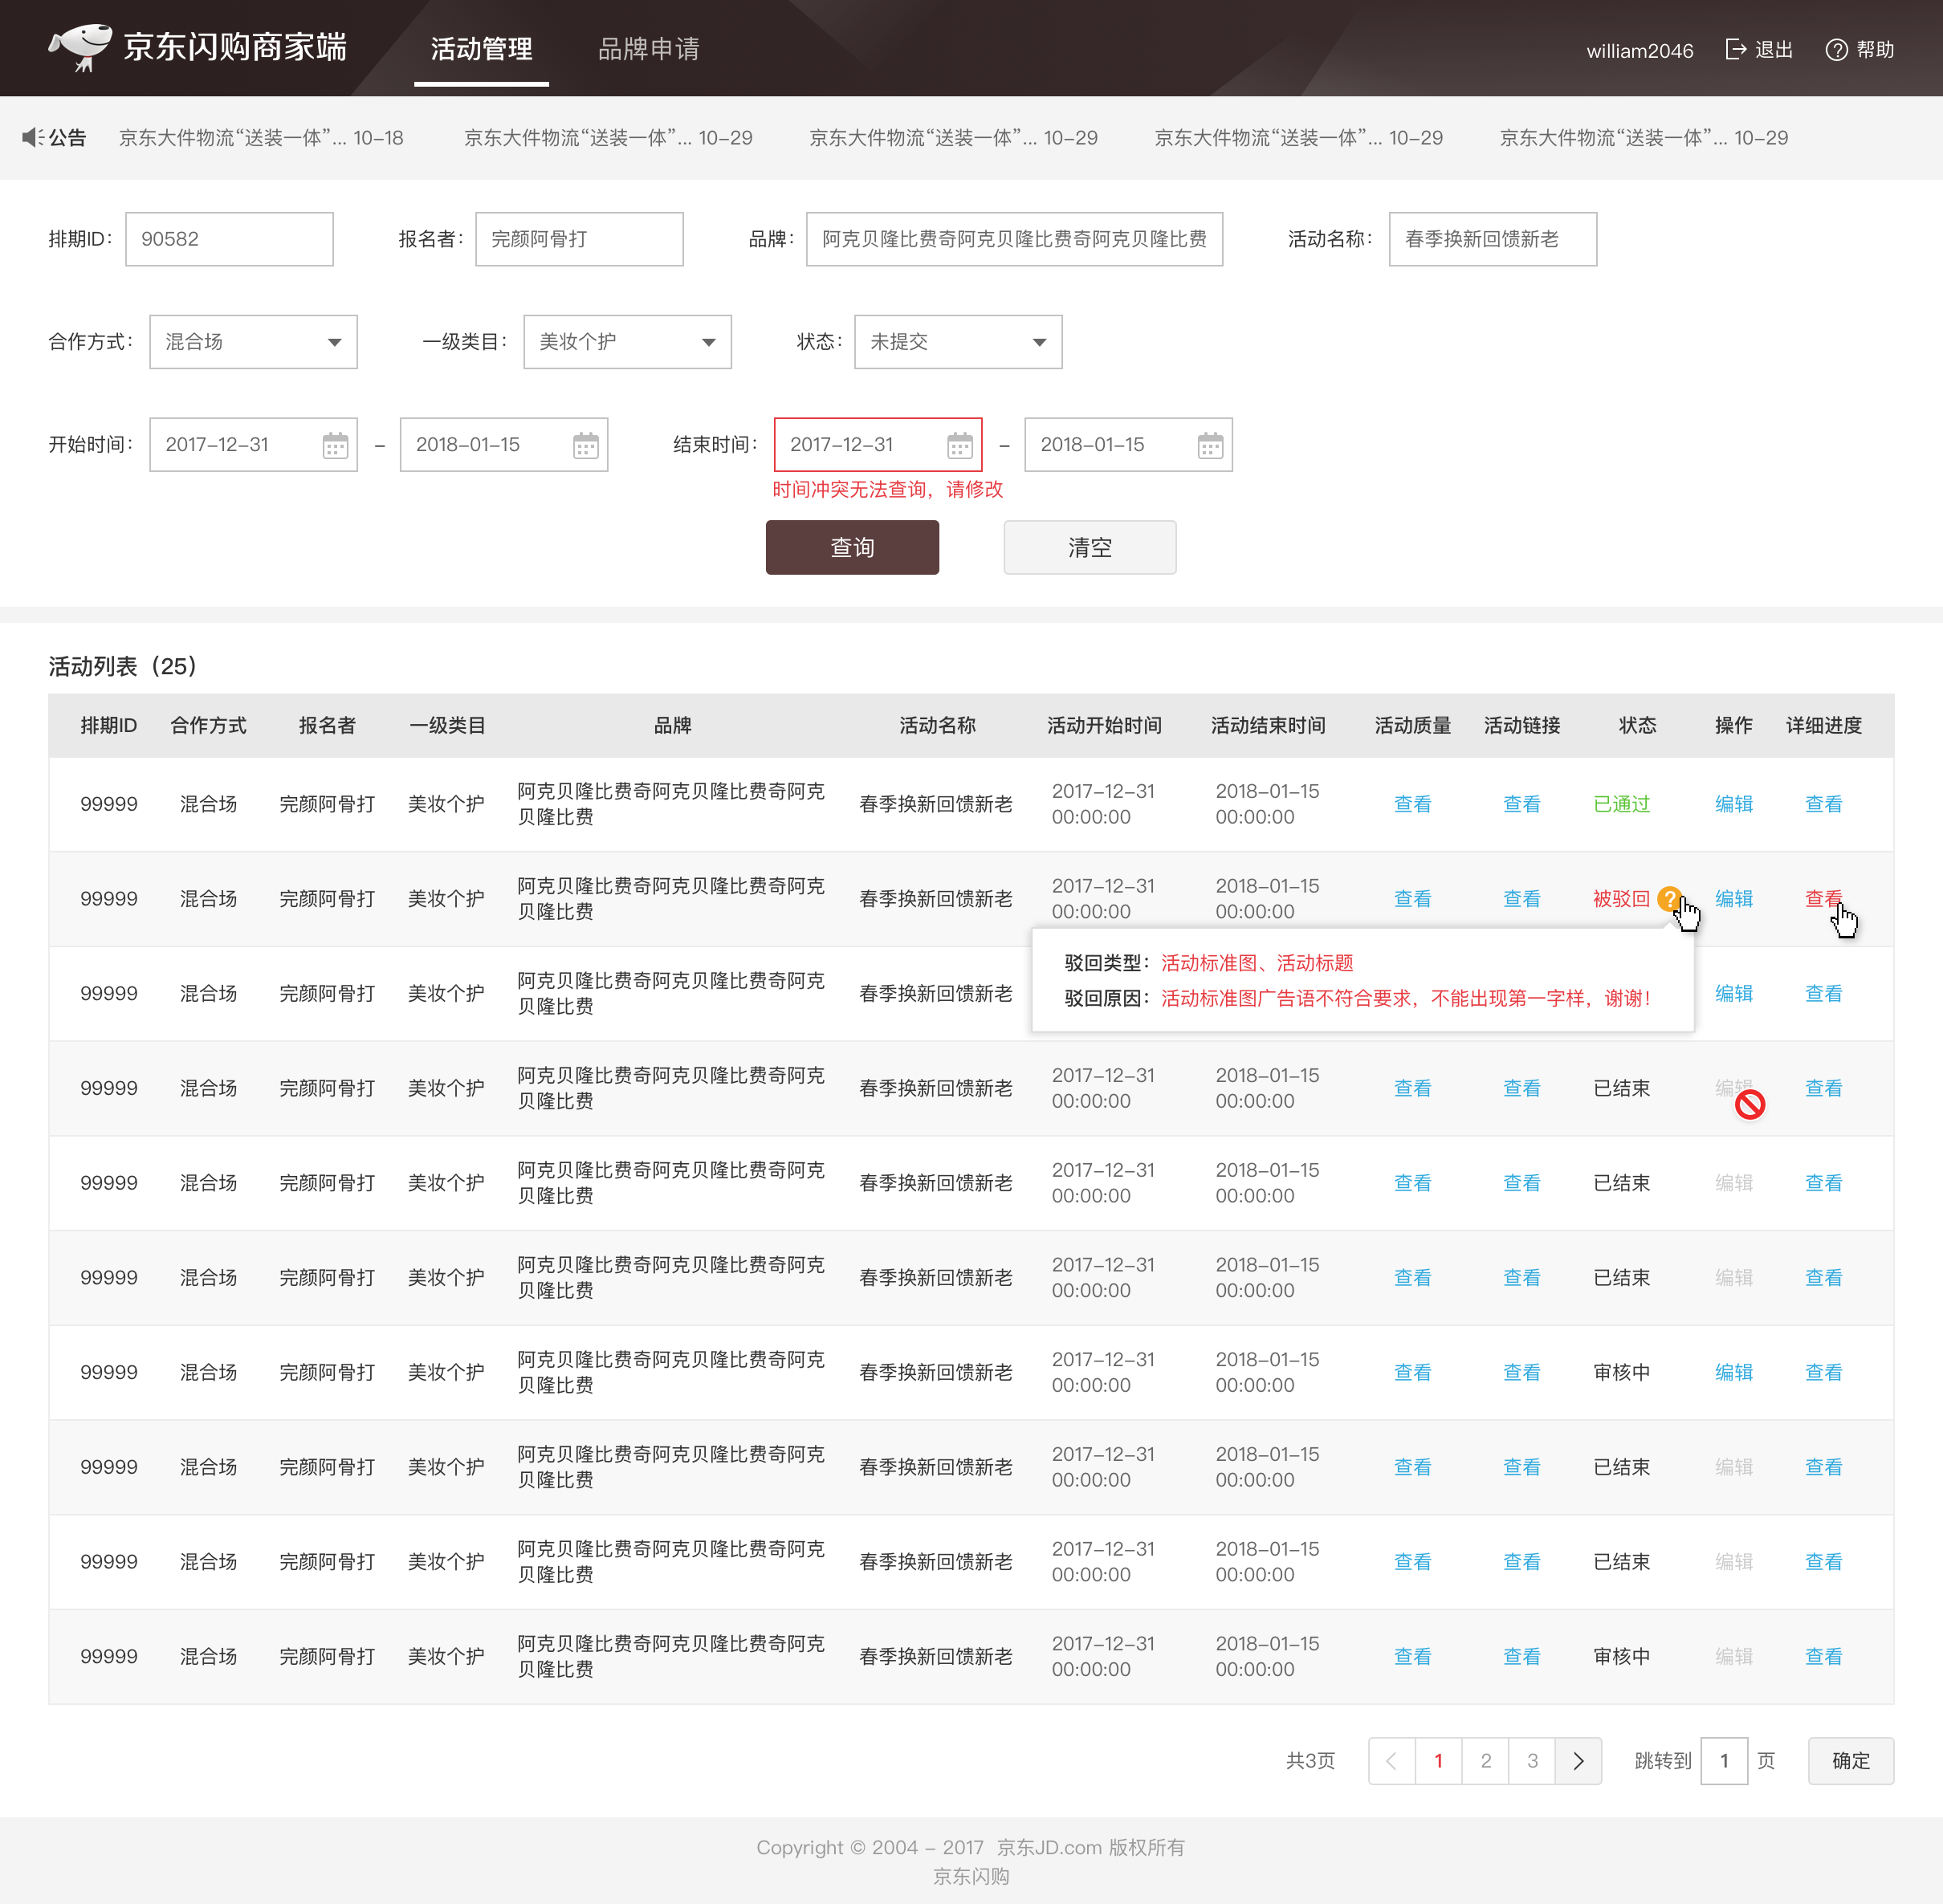 京东闪购商家端 活动管理 品牌申请 william2046 退出 帮助
公告 京东大件物流“送装一体”... 10-18 京东大件物流“送装一体”... 10-29 京东大件物流“送装一体”... 10-29 京东大件物流“送装一体”... 10-29 京东大件物流“送装一体”... 10-29
排期ID: 90582 报名者: 完颜阿骨打 品牌: 阿克贝隆比费奇阿克贝隆比费奇阿克贝隆比费 活动名称: 春季换新回馈新老
合作方式: 混合场 一级类目: 美妆个护 状态: 未提交
开始时间: 2017-12-31 - 2018-01-15 结束时间: 2017-12-31 - 2018-01-15
时间冲突无法查询，请修改
查询 清空
活动列表（25）
排期ID 合作方式 报名者 一级类目 品牌 活动名称 活动开始时间 活动结束时间 活动质量 活动链接 状态 操作 详细进度
99999 混合场 完颜阿骨打 美妆个护 阿克贝隆比费奇阿克贝隆比费奇阿克 春季换新回馈新老 2017-12-31 2018-01-15 查看 查看 已通过 编辑 查看
贝隆比费 00:00:00 00:00:00
99999 混合场 完颜阿骨打 美妆个护 阿克贝隆比费奇阿克贝隆比费奇阿克 春季换新回馈新老 2017-12-31 2018-01-15 查看 查看 被驳回 ? 编辑 查看
贝隆比费 00:00:00 00:00:00
驳回类型：活动标准图、活动标题
驳回原因：活动标准图广告语不符合要求，不能出现第一字样，谢谢！
99999 混合场 完颜阿骨打 美妆个护 阿克贝隆比费奇阿克贝隆比费奇阿克 春季换新回馈新老 编辑 查看
贝隆比费
99999 混合场 完颜阿骨打 美妆个护 阿克贝隆比费奇阿克贝隆比费奇阿克 春季换新回馈新老 2017-12-31 2018-01-15 查看 查看 已结束 编辑 查看
贝隆比费 00:00:00 00:00:00
99999 混合场 完颜阿骨打 美妆个护 阿克贝隆比费奇阿克贝隆比费奇阿克 春季换新回馈新老 2017-12-31 2018-01-15 查看 查看 已结束 编辑 查看
贝隆比费 00:00:00 00:00:00
99999 混合场 完颜阿骨打 美妆个护 阿克贝隆比费奇阿克贝隆比费奇阿克 春季换新回馈新老 2017-12-31 2018-01-15 查看 查看 已结束 编辑 查看
贝隆比费 00:00:00 00:00:00
99999 混合场 完颜阿骨打 美妆个护 阿克贝隆比费奇阿克贝隆比费奇阿克 春季换新回馈新老 2017-12-31 2018-01-15 查看 查看 审核中 编辑 查看
贝隆比费 00:00:00 00:00:00
99999 混合场 完颜阿骨打 美妆个护 阿克贝隆比费奇阿克贝隆比费奇阿克 春季换新回馈新老 2017-12-31 2018-01-15 查看 查看 已结束 编辑 查看
贝隆比费 00:00:00 00:00:00
99999 混合场 完颜阿骨打 美妆个护 阿克贝隆比费奇阿克贝隆比费奇阿克 春季换新回馈新老 2017-12-31 2018-01-15 查看 查看 已结束 编辑 查看
贝隆比费 00:00:00 00:00:00
99999 混合场 完颜阿骨打 美妆个护 阿克贝隆比费奇阿克贝隆比费奇阿克 春季换新回馈新老 2017-12-31 2018-01-15 查看 查看 审核中 编辑 查看
贝隆比费 00:00:00 00:00:00
共3页 1 2 3 跳转到 1 页 确定
Copyright © 2004 - 2017 京东JD.com 版权所有
京东闪购